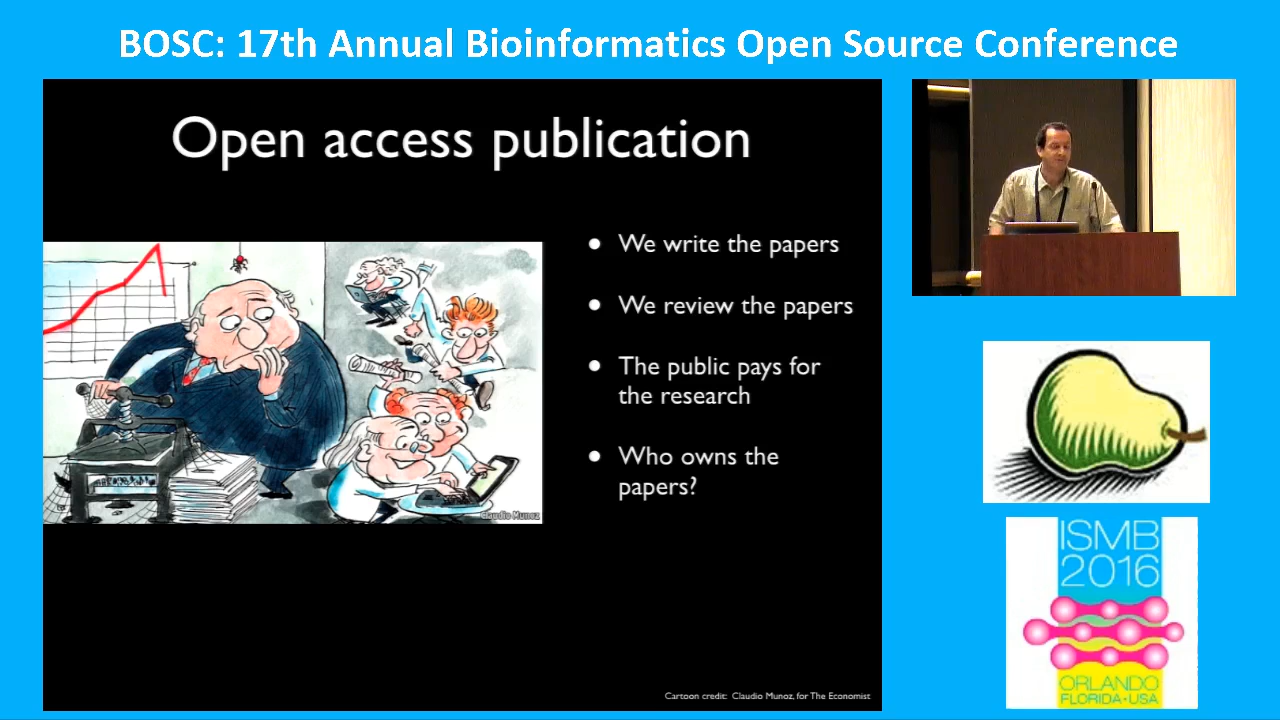 BOSC: 17th Annual Bioinformatics Open Source Conference
Open access publication
We write the papers
We review the papers
The public pays for
the research
Who owns the
papers?
Claudio Munoz
Cartoon credit: Claudio Munoz, for The Economist
ISMB
2016
ORLANDO
FLORIDA•USA